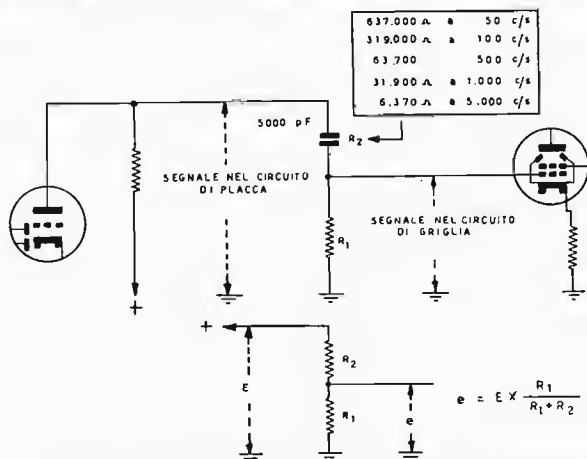 637.000 Ω a 50 c/s
319.000 Ω a 100 c/s
63.700 500 c/s
31.900 Ω a 1.000 c/s
6.370 Ω a 5.000 c/s
5000 pF
R2
SEGNALE NEL CIRCUITO
DI PLACCA
SEGNALE NEL CIRCUITO
DI GRIGLIA
R1
+
+
E
R2
R1
e
e = E X R1 / R1+R2